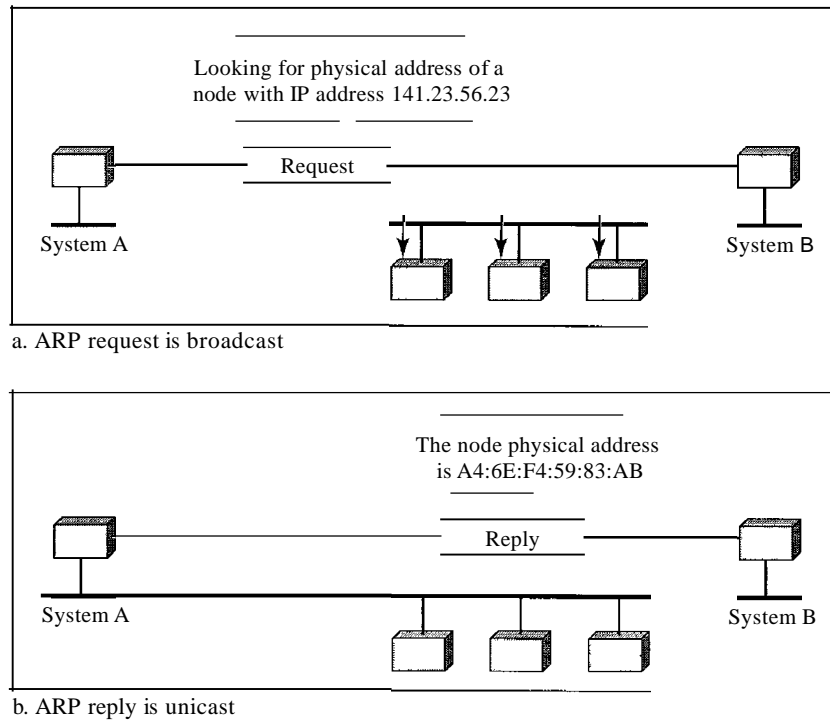 Looking for physical address of a
node with IP address 141.23.56.23
Request
System A
System B
a. ARP request is broadcast
The node physical address
is A4:6E:F4:59:83:AB
Reply
System A
System B
b. ARP reply is unicast